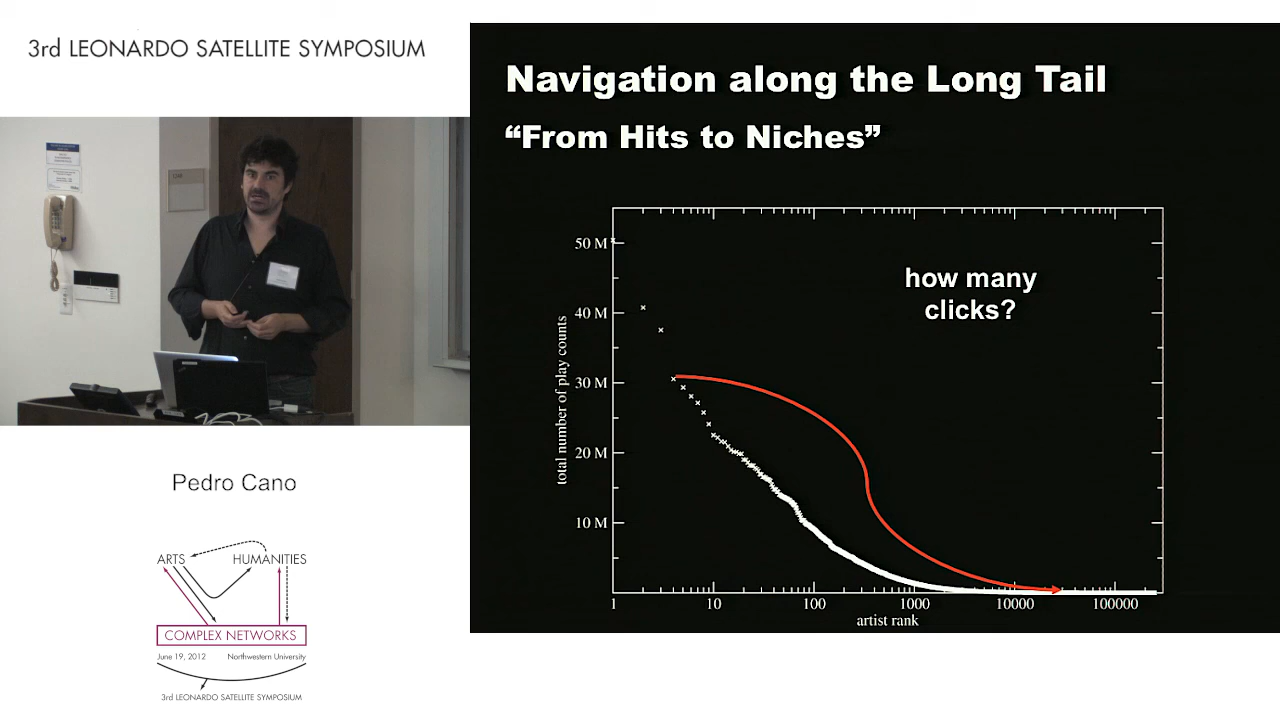 3rd LEONARDO SATELLITE SYMPOSIUM
Navigation along the Long Tail
“From Hits to Niches”
how many
clicks?
50 M
40 M
30 M
20 M
10 M
total number of play counts
1 10 100 1000 10000 100000
artist rank
Pedro Cano
ARTS HUMANITIES
COMPLEX NETWORKS
June 19, 2012 Northwestern University
3rd LEONARDO SATELLITE SYMPOSIUM